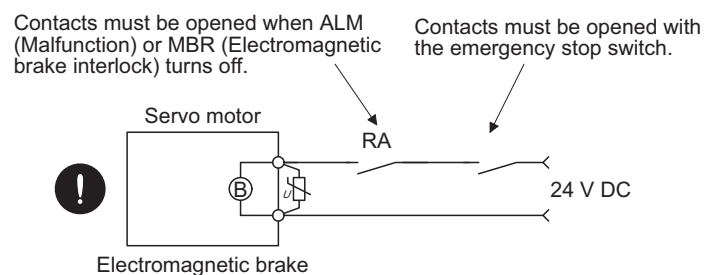 Contacts must be opened when ALM
(Malfunction) or MBR (Electromagnetic
brake interlock) turns off.
Contacts must be opened with
the emergency stop switch.
Servo motor
RA
B
U
24 V DC
Electromagnetic brake